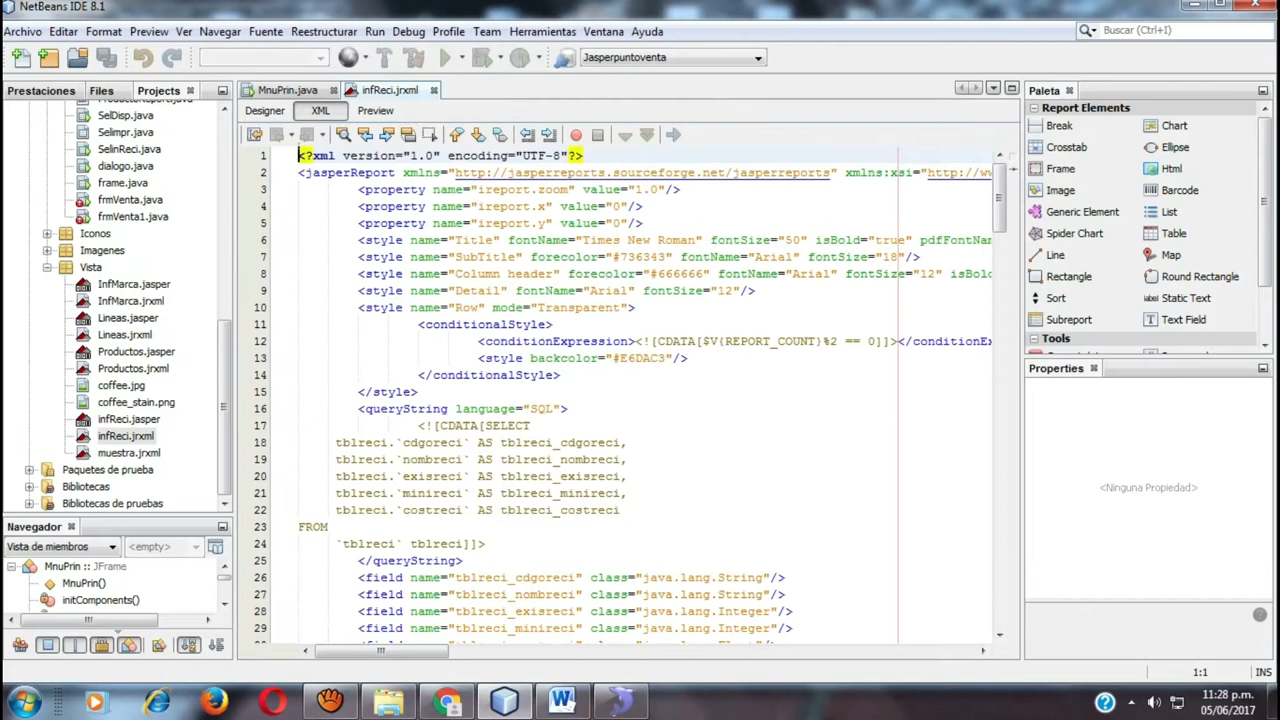 NetBeans IDE 8.1
Archivo Editar Format Preview Ver Navegar Fuente Reestructurar Run Debug Profile Team Herramientas Ventana Ayuda
Buscar (Ctrl+I)
Jasperpuntoventa
Prestaciones Files Projects
MnuPrin.java infReci.jrxml
Designer XML Preview
ProductoReport.java
SelDisp.java
Selimpr.java
SelinReci.java
dialogo.java
frame.java
frmVenta.java
frmVenta1.java
Iconos
Imagenes
Vista
InfMarca.jasper
InfMarca.jrxml
Lineas.jasper
Lineas.jrxml
Productos.jasper
Productos.jrxml
coffee.jpg
coffee_stain.png
infReci.jasper
infReci.jrxml
muestra.jrxml
Paquetes de prueba
Bibliotecas
Bibliotecas de pruebas
Navegador
Vista de miembros <empty>
MnuPrin :: JFrame
MnuPrin()
initComponents()
1 <?xml version="1.0" encoding="UTF-8"?>
2 <jasperReport xmlns="http://jasperreports.sourceforge.net/jasperreports" xmlns:xsi="http://ww
3 <property name="ireport.zoom" value="1.0"/>
4 <property name="ireport.x" value="0"/>
5 <property name="ireport.y" value="0"/>
6 <style name="Title" fontName="Times New Roman" fontSize="50" isBold="true" pdfFontNam
7 <style name="SubTitle" forecolor="#736343" fontName="Arial" fontSize="18"/>
8 <style name="Column header" forecolor="#666666" fontName="Arial" fontSize="12" isBold
9 <style name="Detail" fontName="Arial" fontSize="12"/>
10 <style name="Row" mode="Transparent">
11 <conditionalStyle>
12 <conditionExpression><![CDATA[$V{REPORT_COUNT}%2 == 0]]></conditionEx
13 <style backcolor="#E6DAC3"/>
14 </conditionalStyle>
15 </style>
16 <queryString language="SQL">
17 <![CDATA[SELECT
18 tblreci.`cdgoreci` AS tblreci_cdgoreci,
19 tblreci.`nombreci` AS tblreci_nombreci,
20 tblreci.`exisreci` AS tblreci_exisreci,
21 tblreci.`minireci` AS tblreci_minireci,
22 tblreci.`costreci` AS tblreci_costreci
23 FROM
24 `tblreci` tblreci]]>
25 </queryString>
26 <field name="tblreci_cdgoreci" class="java.lang.String"/>
27 <field name="tblreci_nombreci" class="java.lang.String"/>
28 <field name="tblreci_exisreci" class="java.lang.Integer"/>
29 <field name="tblreci_minireci" class="java.lang.Integer"/>
Paleta
Report Elements
Break Chart
Crosstab Ellipse
Frame Html
Image Barcode
Generic Element List
Spider Chart Table
Line Map
Rectangle Round Rectangle
Sort Static Text
Subreport Text Field
Tools
Properties
<Ninguna Propiedad>
1:1 INS
11:28 p.m.
05/06/2017